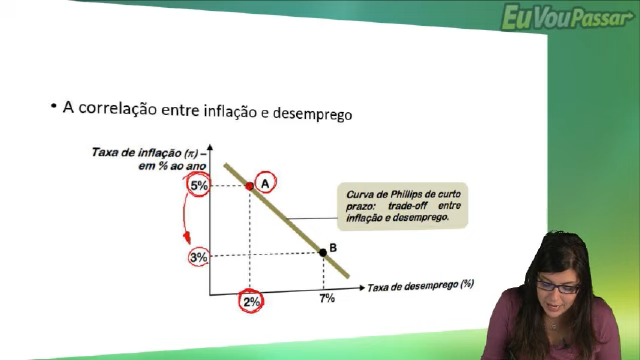 EuVouPassar
• A correlação entre inflação e desemprego
Taxa de inflação (π) –
em % ao ano
5%
A
Curva de Phillips de curto
prazo: trade-off entre
inflação e desemprego.
B
3%
Taxa de desemprego (%)
2%
7%